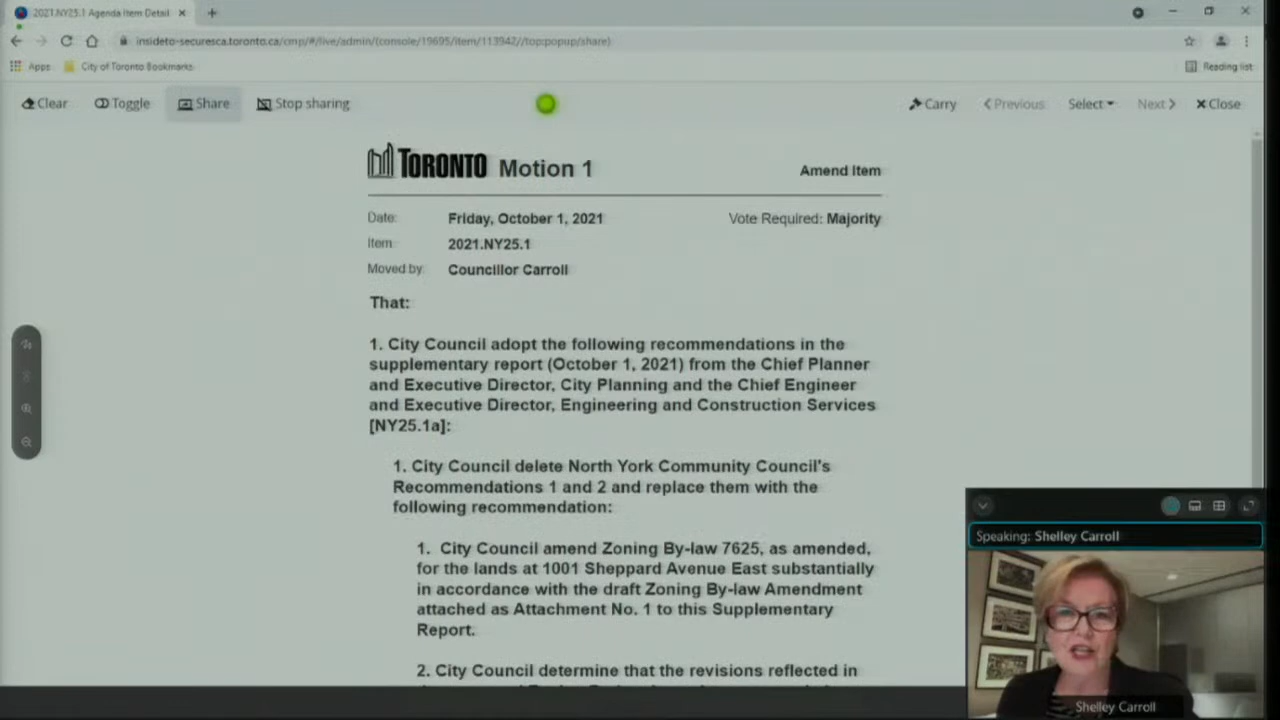 2021.NY25.1 Agenda Item Detail
insideto-securesca.toronto.ca/cmp/#/live/admin/(console/19695/item/113942//top:popup/share)
Apps City of Toronto Bookmarks Reading list
Clear Toggle Share Stop sharing Carry Previous Select Next Close
TORONTO Motion 1 Amend Item
Date: Friday, October 1, 2021 Vote Required: Majority
Item: 2021.NY25.1
Moved by: Councillor Carroll
That:
1. City Council adopt the following recommendations in the
supplementary report (October 1, 2021) from the Chief Planner
and Executive Director, City Planning and the Chief Engineer
and Executive Director, Engineering and Construction Services
[NY25.1a]:
1. City Council delete North York Community Council's
Recommendations 1 and 2 and replace them with the
following recommendation:
1. City Council amend Zoning By-law 7625, as amended,
for the lands at 1001 Sheppard Avenue East substantially
in accordance with the draft Zoning By-law Amendment
attached as Attachment No. 1 to this Supplementary
Report.
2. City Council determine that the revisions reflected in
Speaking: Shelley Carroll
Shelley Carroll